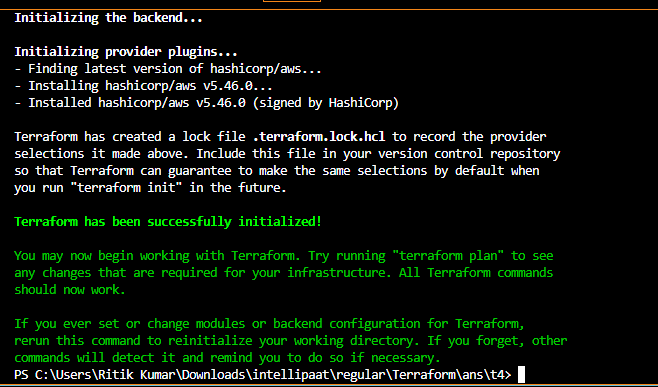 Initializing the backend...
Initializing provider plugins...
- Finding latest version of hashicorp/aws...
- Installing hashicorp/aws v5.46.0...
- Installed hashicorp/aws v5.46.0 (signed by HashiCorp)
Terraform has created a lock file .terraform.lock.hcl to record the provider
selections it made above. Include this file in your version control repository
so that Terraform can guarantee to make the same selections by default when
you run "terraform init" in the future.
Terraform has been successfully initialized!
You may now begin working with Terraform. Try running "terraform plan" to see
any changes that are required for your infrastructure. All Terraform commands
should now work.
If you ever set or change modules or backend configuration for Terraform,
rerun this command to reinitialize your working directory. If you forget, other
commands will detect it and remind you to do so if necessary.
PS C:\Users\Ritik Kumar\Downloads\intellipaat\regular\Terraform\ans\t4>